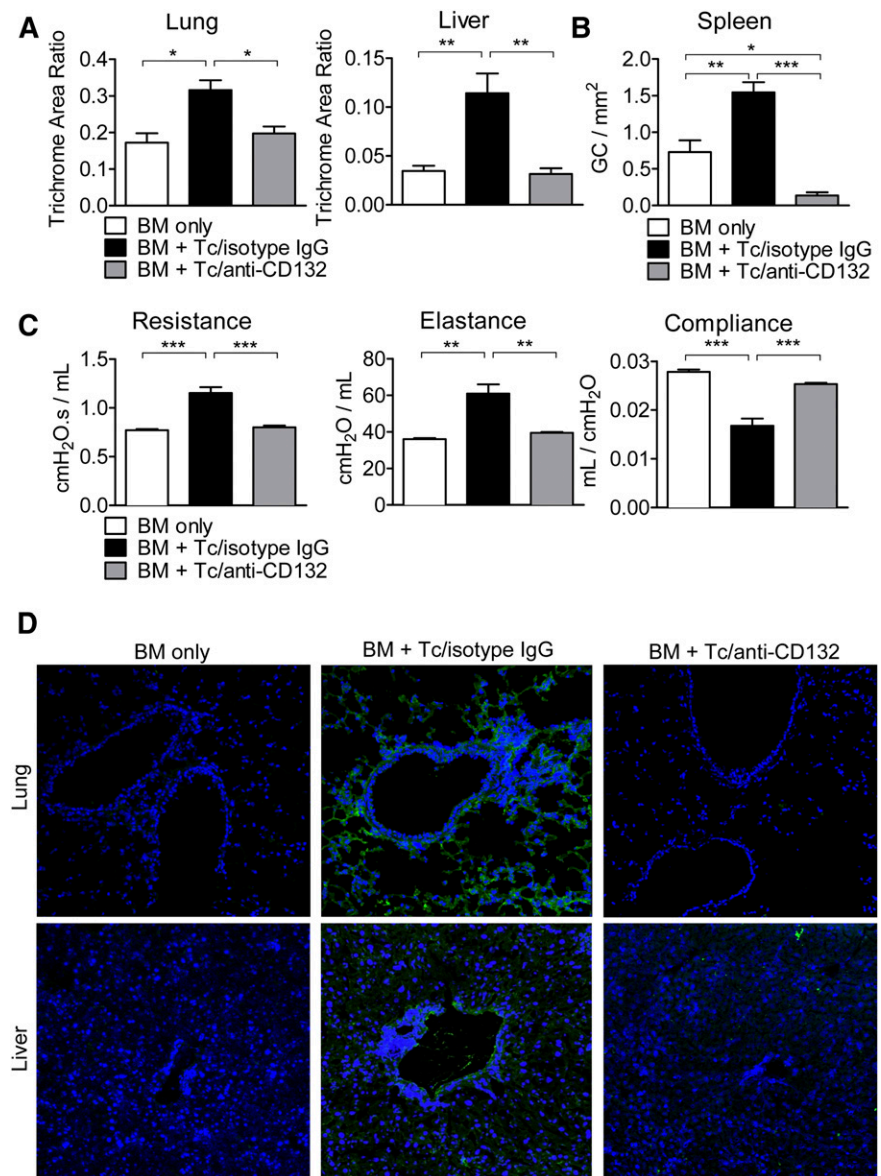 A
Lung
Trichrome Area Ratio
0.4
0.3
0.2
0.1
0.0
*
*
Liver
Trichrome Area Ratio
0.15
0.10
0.05
0.00
**
**
BM only
BM + Tc/isotype IgG
BM + Tc/anti-CD132
B
Spleen
GC / mm2
2.0
1.5
1.0
0.5
0.0
*
**
***
BM only
BM + Tc/isotype IgG
BM + Tc/anti-CD132
C
Resistance
cmH2O.s / mL
1.5
1.0
0.5
0.0
***
***
Elastance
cmH2O / mL
80
60
40
20
0
**
**
Compliance
mL / cmH2O
0.03
0.02
0.01
0.00
***
***
BM only
BM + Tc/isotype IgG
BM + Tc/anti-CD132
D
BM only
BM + Tc/isotype IgG
BM + Tc/anti-CD132
Lung
Liver